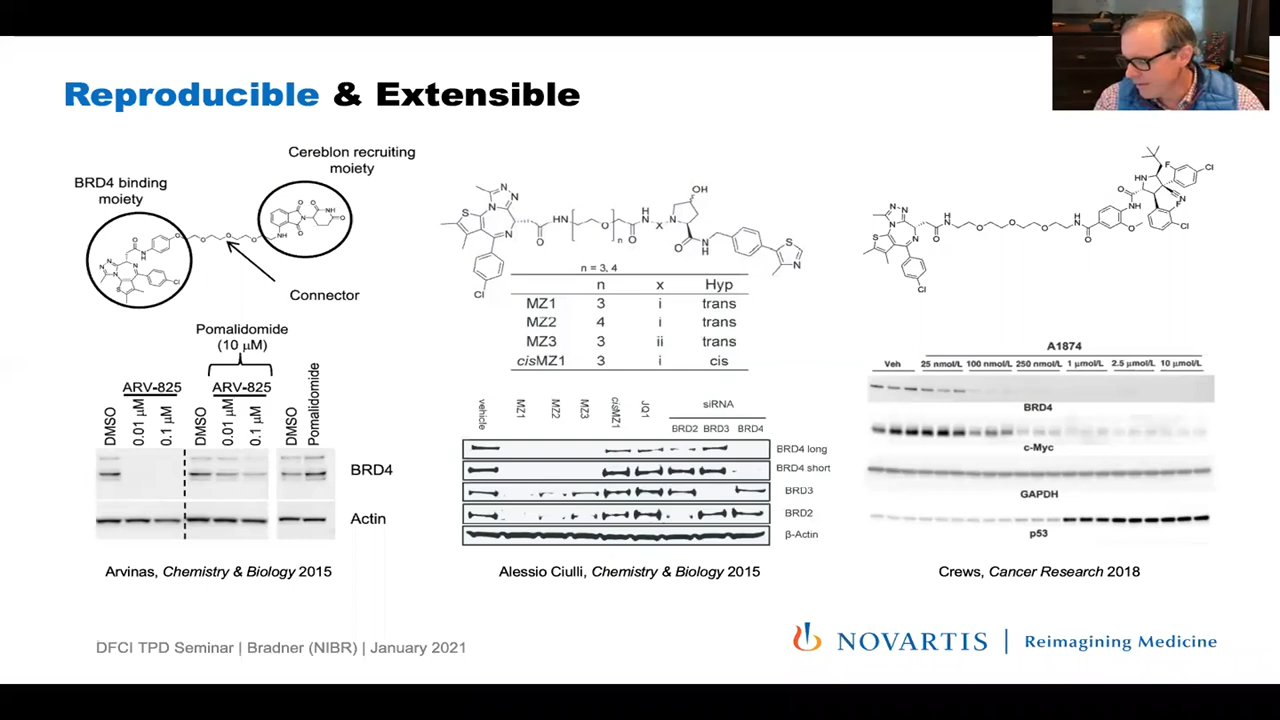 Reproducible & Extensible
BRD4 binding
moiety
Cereblon recruiting
moiety
Connector
Pomalidomide
(10 µM)
ARV-825
ARV-825
DMSO
0.01 µM
0.1 µM
DMSO
0.01 µM
0.1 µM
DMSO
Pomalidomide
BRD4
Actin
Arvinas, Chemistry & Biology 2015
n = 3, 4
n x Hyp
MZ1 3 i trans
MZ2 4 i trans
MZ3 3 ii trans
cisMZ1 3 i cis
siRNA
vehicle MZ1 MZ2 MZ3 cisMZ1 JQ1 BRD2 BRD3 BRD4
BRD4 long
BRD4 short
BRD3
BRD2
β-Actin
Alessio Ciulli, Chemistry & Biology 2015
A1874
Veh 25 nmol/L 100 nmol/L 250 nmol/L 1 µmol/L 2.5 µmol/L 10 µmol/L
BRD4
c-Myc
GAPDH
p53
Crews, Cancer Research 2018
DFCI TPD Seminar | Bradner (NIBR) | January 2021
NOVARTIS | Reimagining Medicine